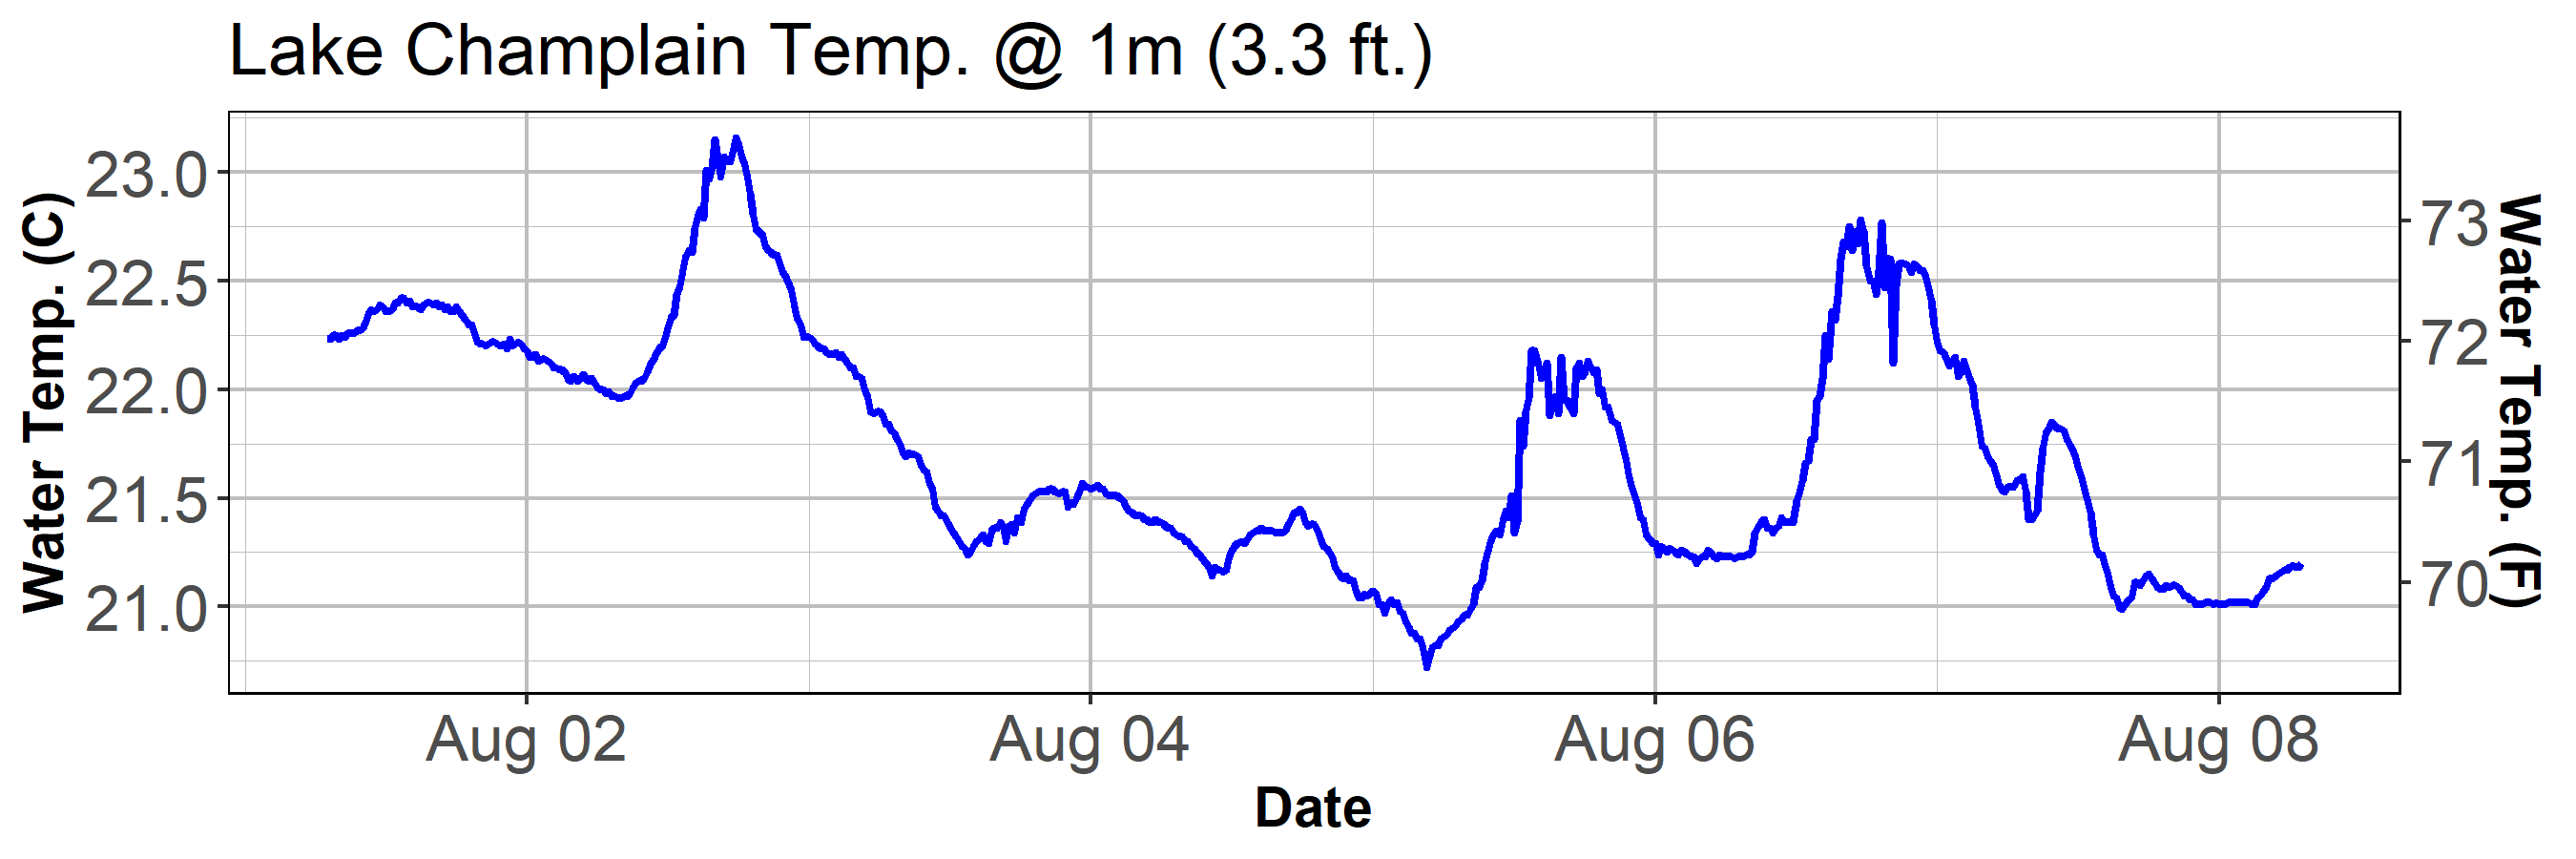 Lake Champlain Temp. @ 1m (3.3 ft.)
Water Temp. (C)
23.0
22.5
22.0
21.5
21.0
73
72
71
70
Water Temp. (F)
Aug 02 Aug 04 Aug 06 Aug 08
Date